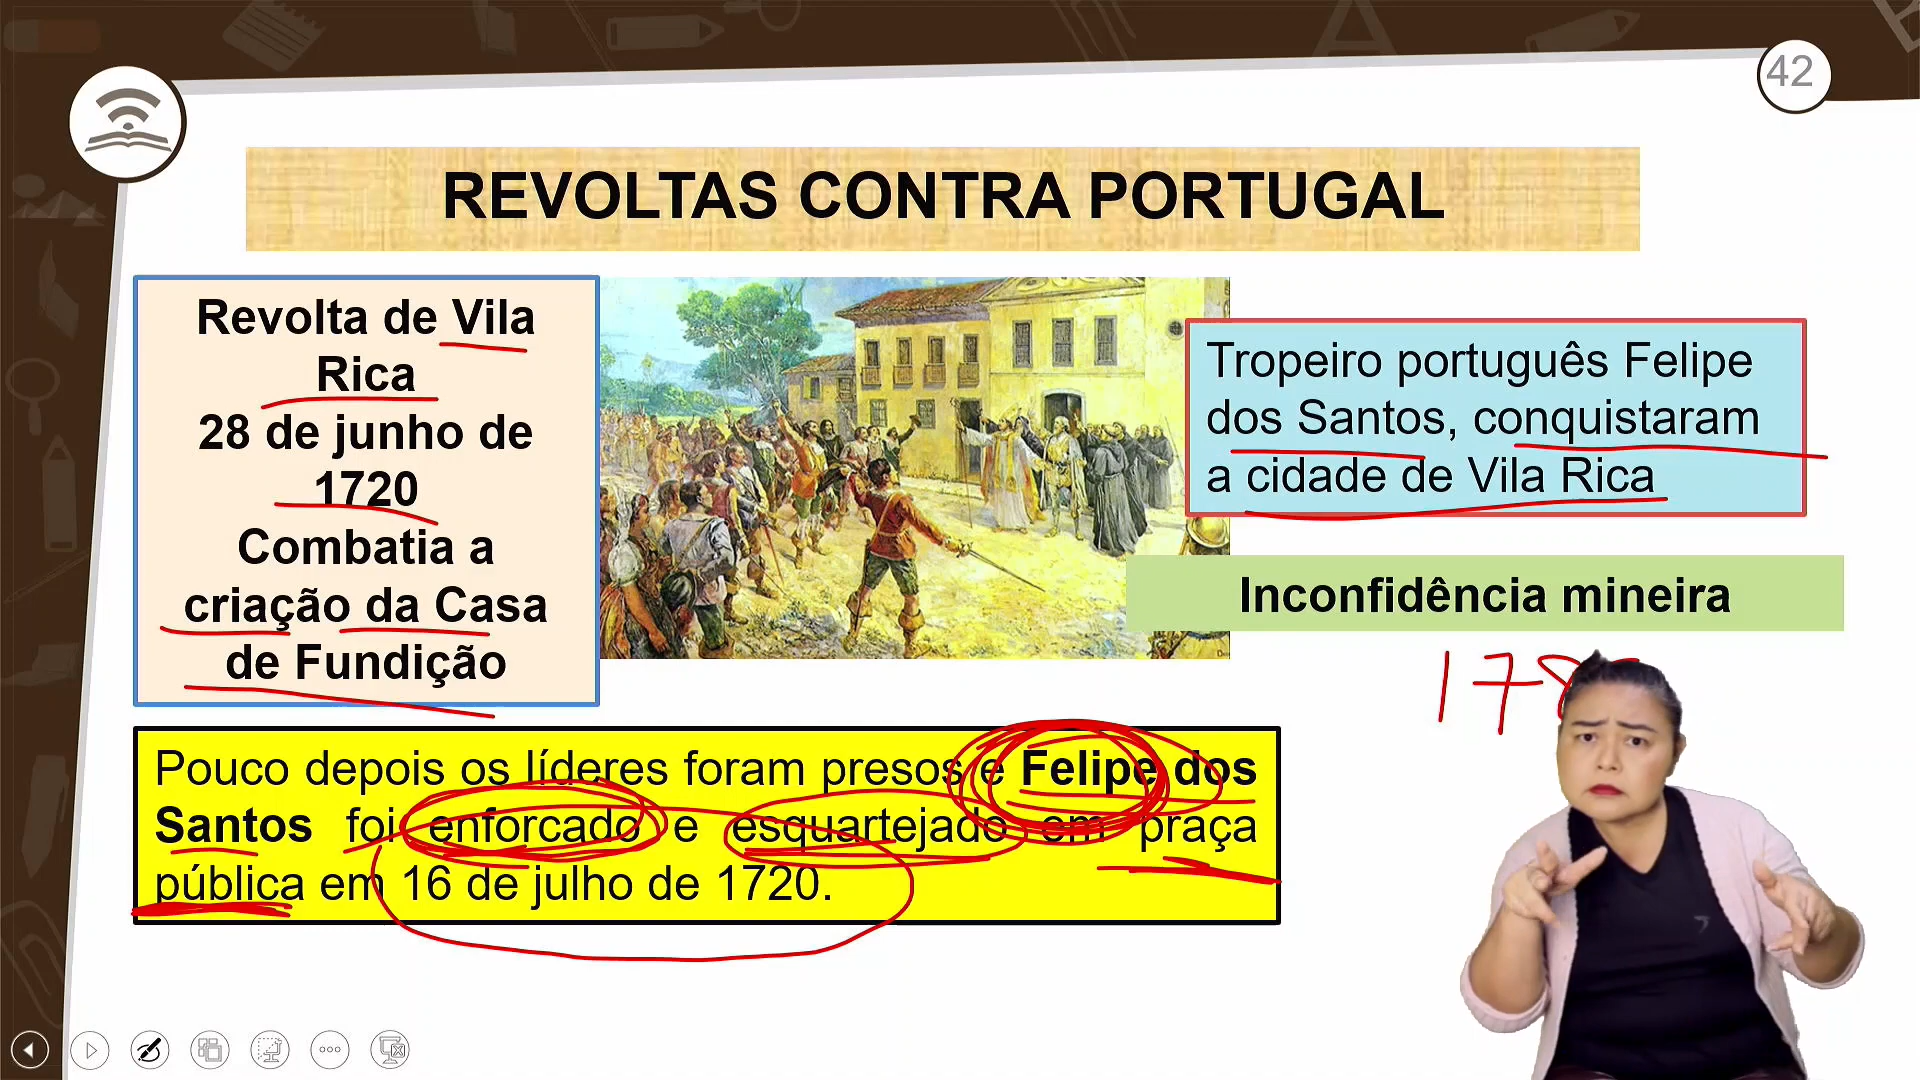 42
REVOLTAS CONTRA PORTUGAL
Revolta de Vila
Rica
28 de junho de
1720
Combatia a
criação da Casa
de Fundição
Tropeiro português Felipe
dos Santos, conquistaram
a cidade de Vila Rica
Inconfidência mineira
Pouco depois os líderes foram presos e Felipe dos
Santos foi enforcado e esquartejado em praça
pública em 16 de julho de 1720.